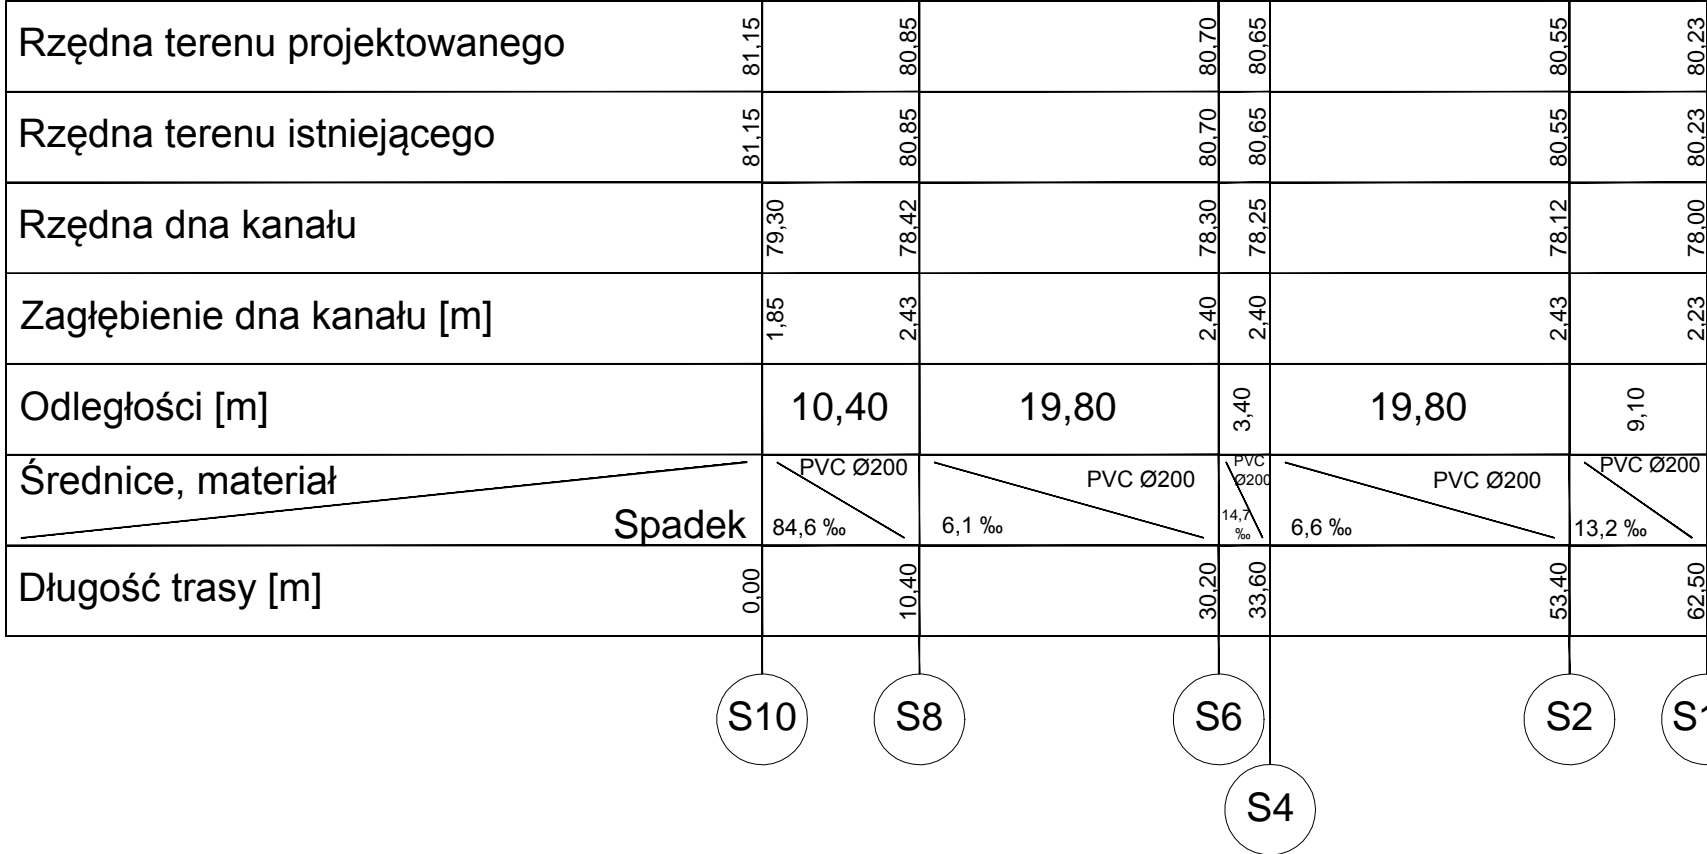 Rzędna terenu projektowanego 81,15 80,85 80,70 80,65 80,55 80,23
Rzędna terenu istniejącego 81,15 80,85 80,70 80,65 80,55 80,23
Rzędna dna kanału 79,30 78,42 78,30 78,25 78,12 78,00
Zagłębienie dna kanału [m] 1,85 2,43 2,40 2,40 2,43 2,23
Odległości [m] 10,40 19,80 3,40 19,80 9,10
Średnice, materiał PVC Ø200 PVC Ø200 PVC Ø200 PVC Ø200 PVC Ø200
Spadek 84,6 ‰ 6,1 ‰ 14,7 ‰ 6,6 ‰ 13,2 ‰
Długość trasy [m] 0,00 10,40 30,20 33,60 53,40 62,50
S10 S8 S6 S2 S1
S4